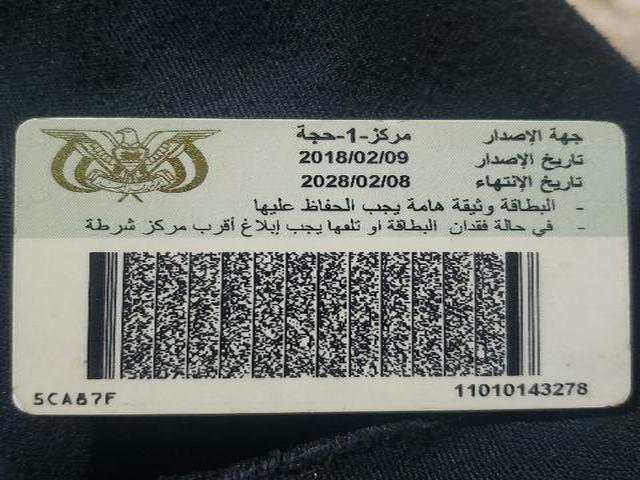 جهة الإصدار مركز-1-حجة
تاريخ الإصدار 2018/02/09
تاريخ الإنتهاء 2028/02/08
- البطاقة وثيقة هامة يجب الحفاظ عليها
- في حالة فقدان البطاقة او تلفها يجب إبلاغ أقرب مركز شرطة
11010143278
5CA87F